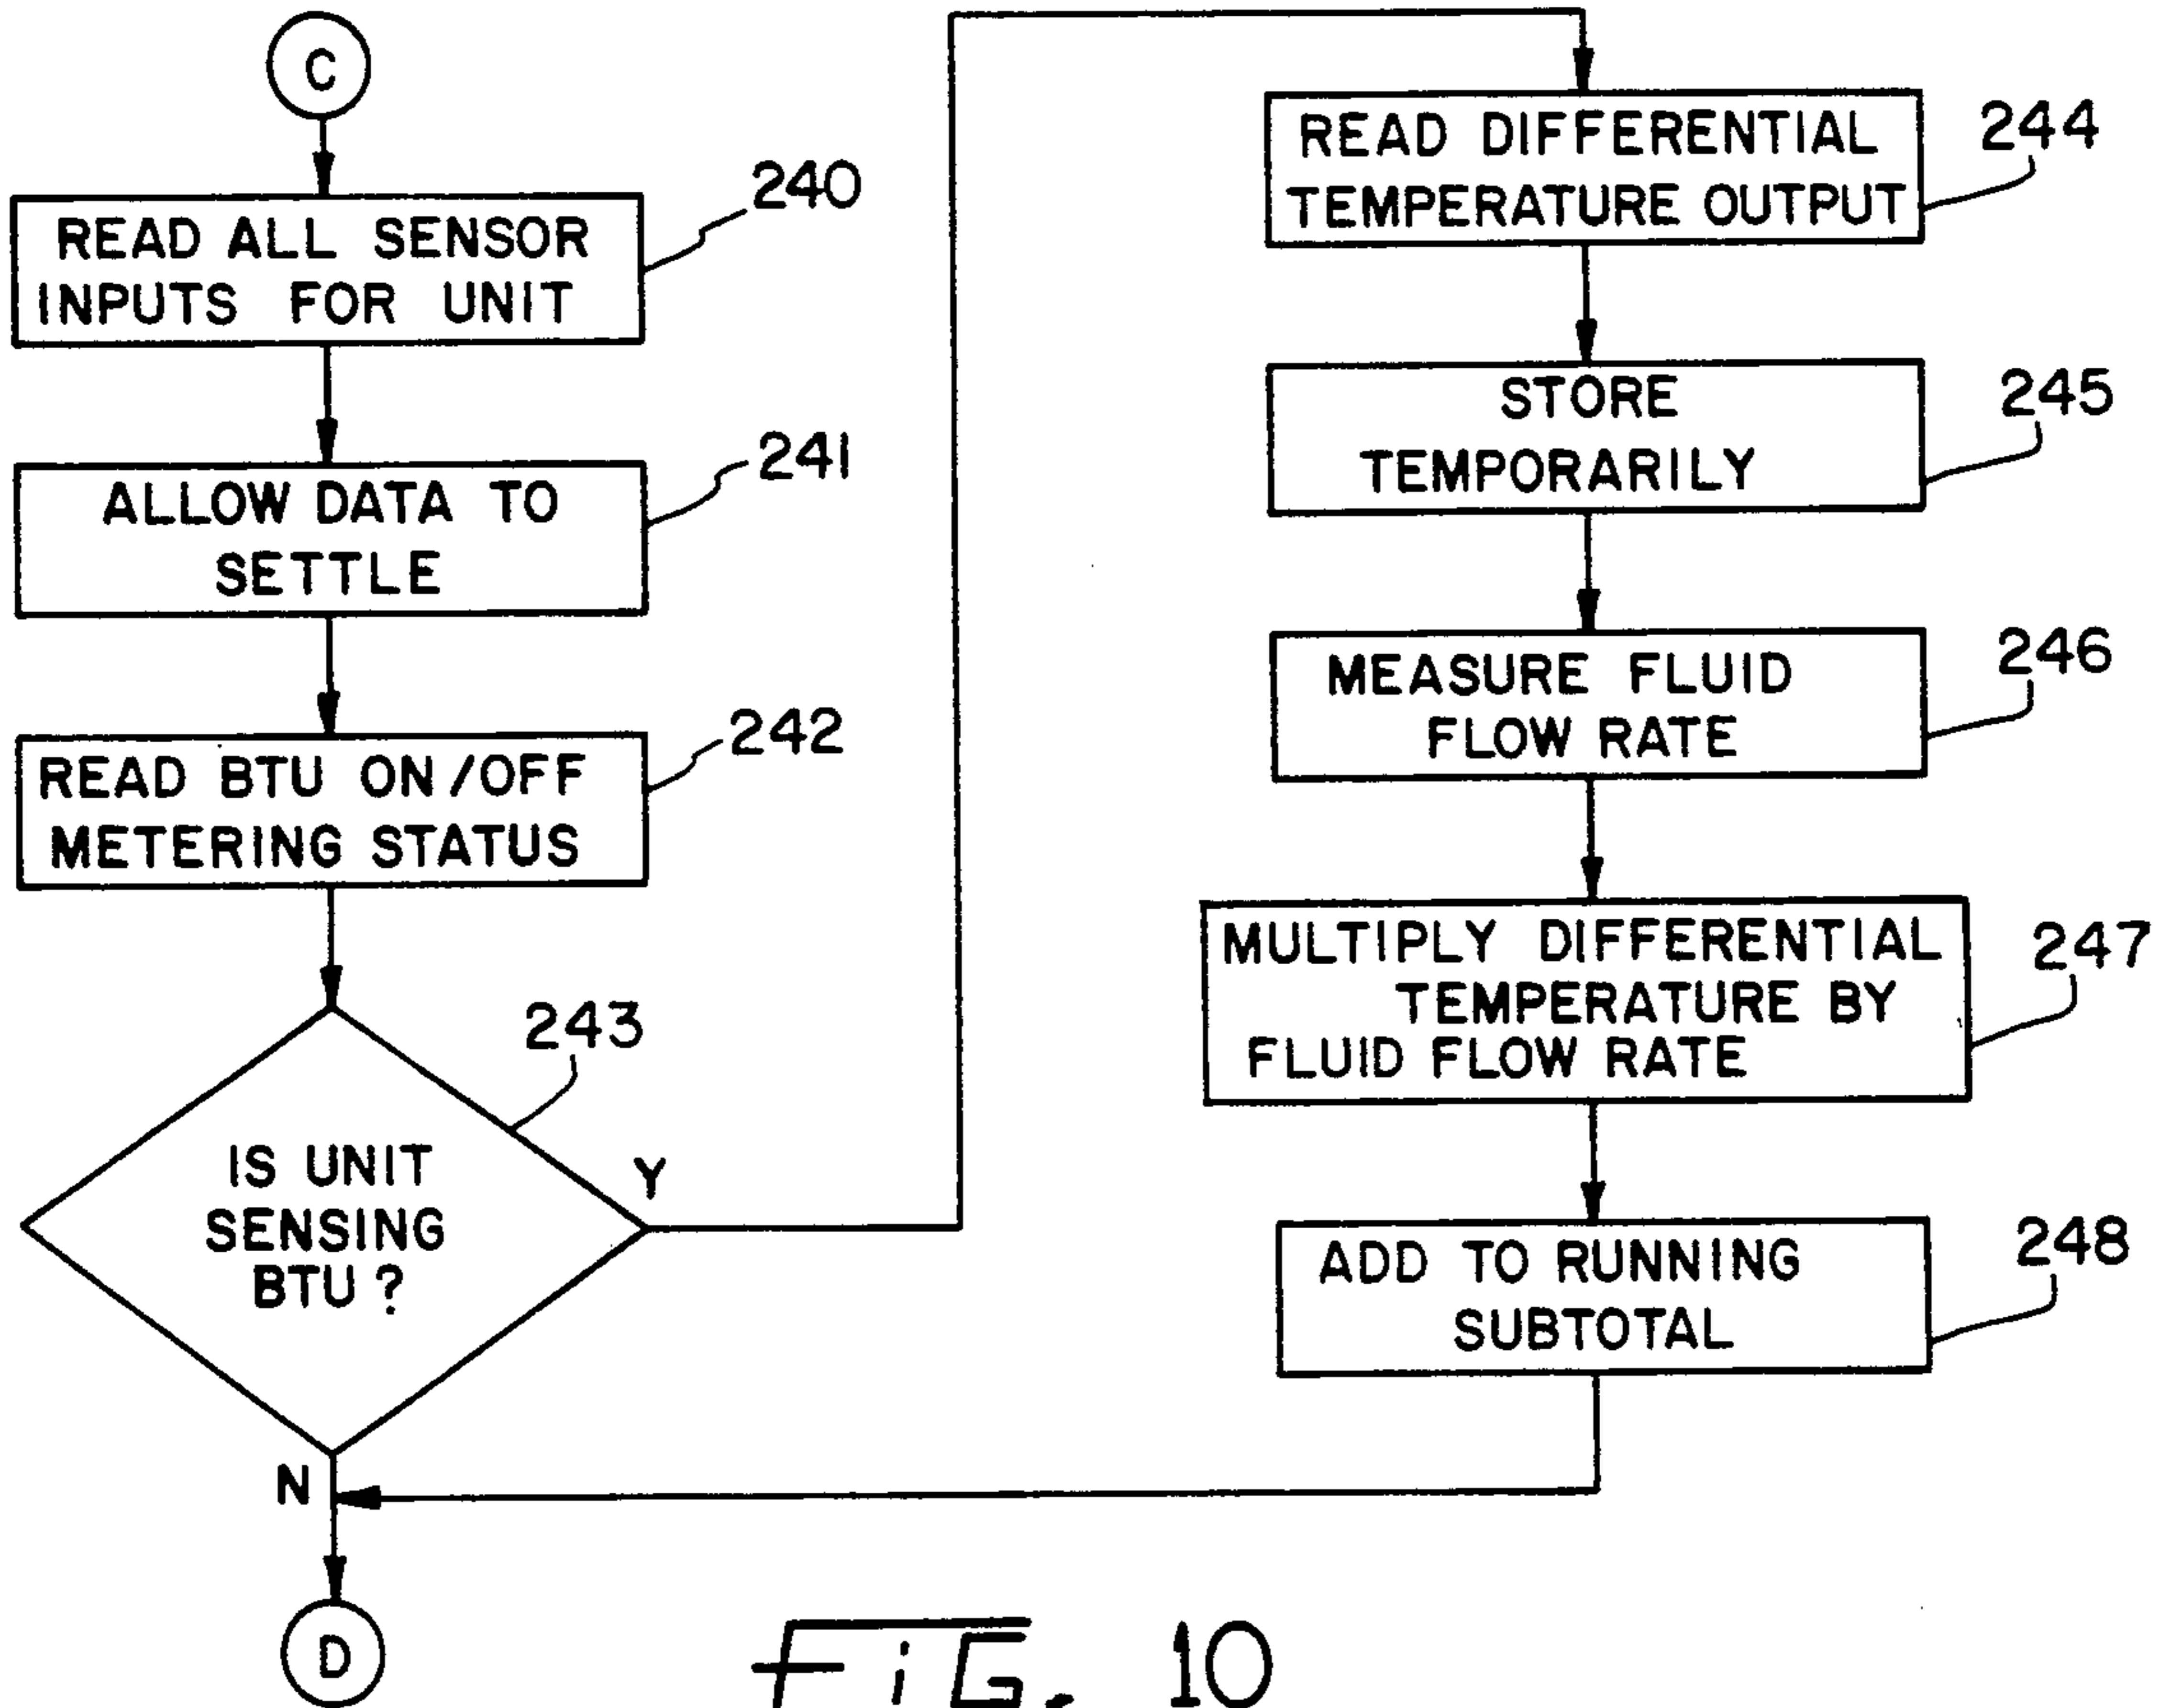 C
READ ALL SENSOR
INPUTS FOR UNIT
240
ALLOW DATA TO
SETTLE
241
READ BTU ON/OFF
METERING STATUS
242
IS UNIT
SENSING
BTU?
243
Y
N
D
READ DIFFERENTIAL
TEMPERATURE OUTPUT
244
STORE
TEMPORARILY
245
MEASURE FLUID
FLOW RATE
246
MULTIPLY DIFFERENTIAL
TEMPERATURE BY
FLUID FLOW RATE
247
ADD TO RUNNING
SUBTOTAL
248
FiG. 10